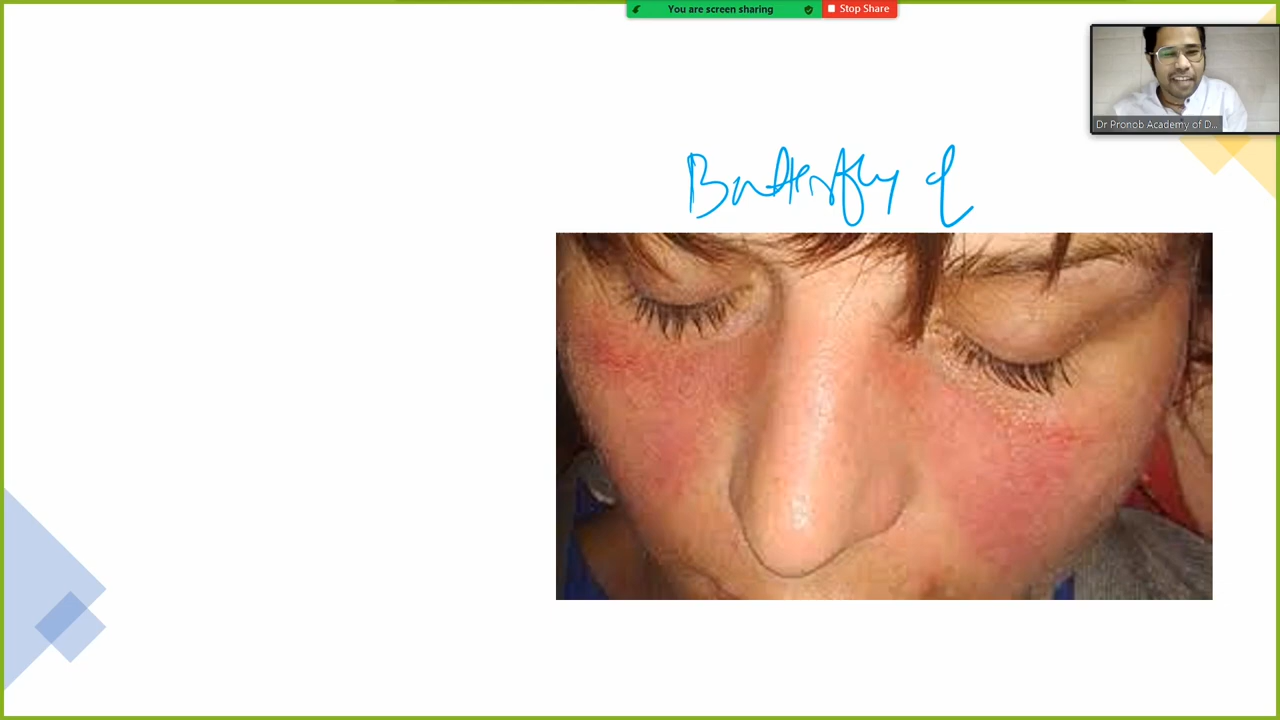 You are screen sharing
Stop Share
Dr Pronob Academy of D...
Butterfly